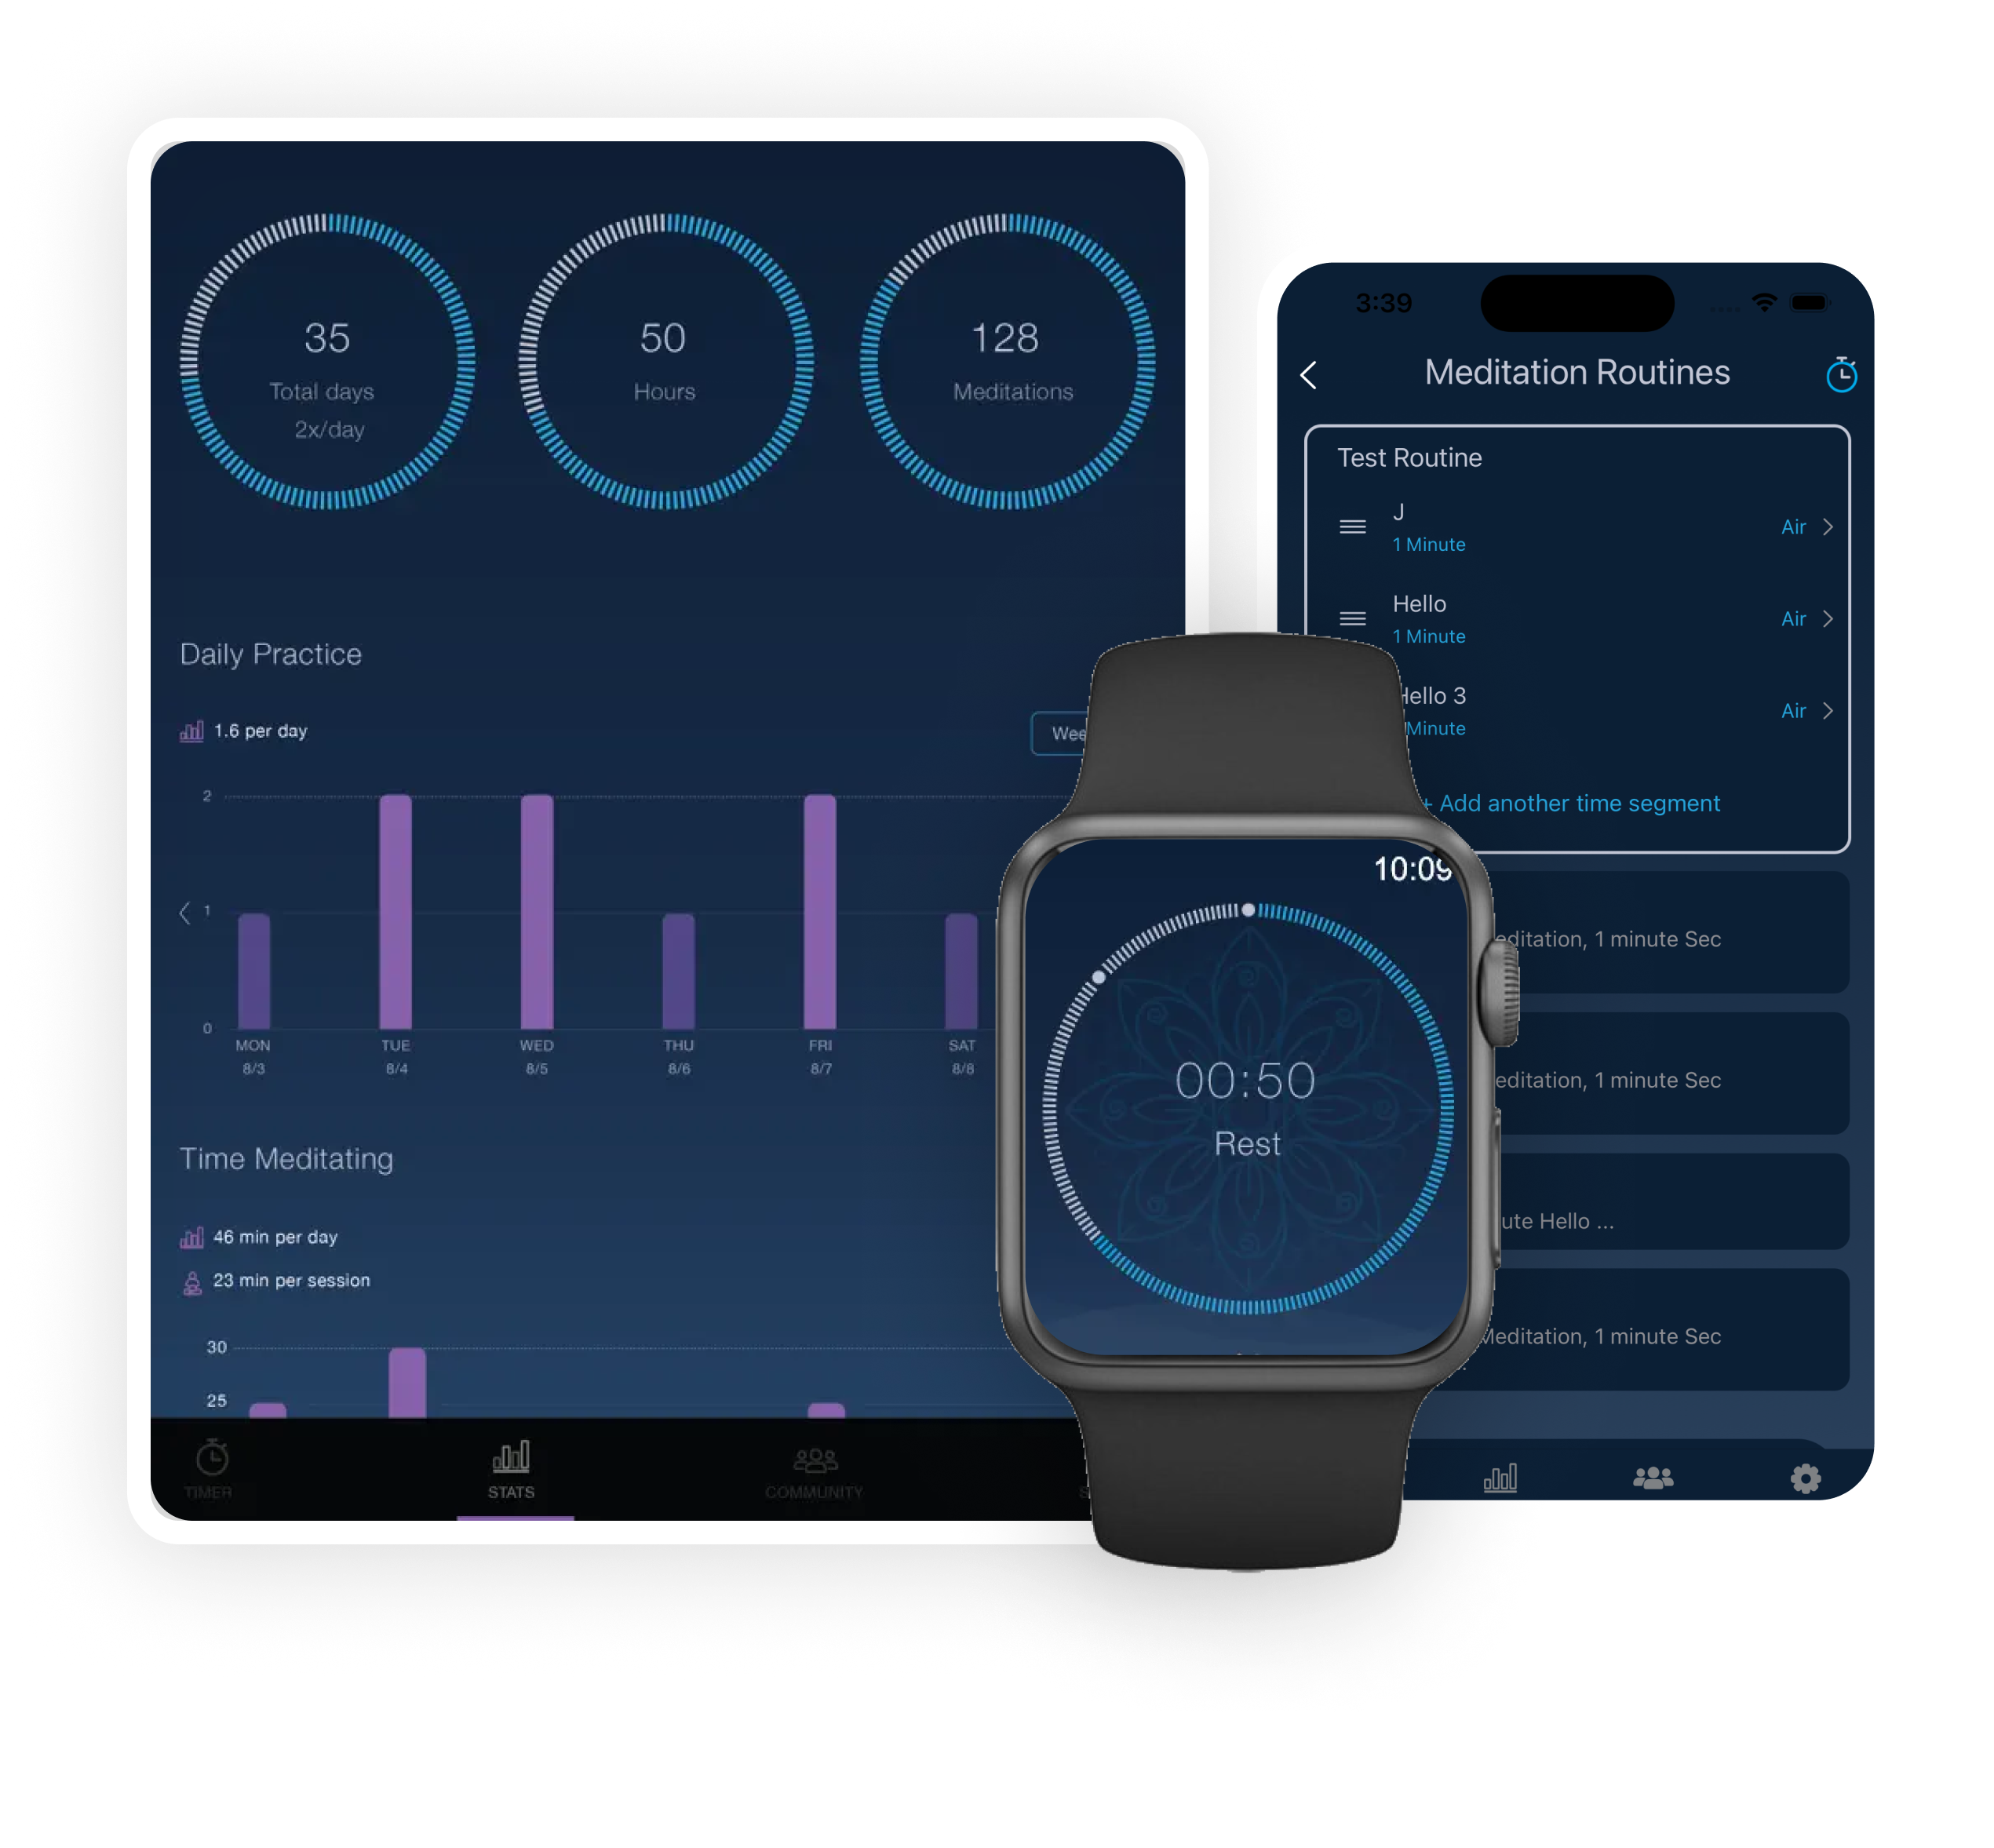 35
Total days
2x/day
50
Hours
128
Meditations
Daily Practice
1.6 per day
2
1
0
MON
8/3
TUE
8/4
WED
8/5
THU
8/6
FRI
8/7
SAT
8/8
Time Meditating
46 min per day
23 min per session
30
25
TIMER
STATS
COMMUNITY
10:09
00:50
Rest
3:39
Meditation Routines
Test Routine
J
1 Minute
Air
Hello
1 Minute
Air
Hello 3
Minute
Air
+ Add another time segment
editation, 1 minute Sec
editation, 1 minute Sec
ute Hello ...
Meditation, 1 minute Sec